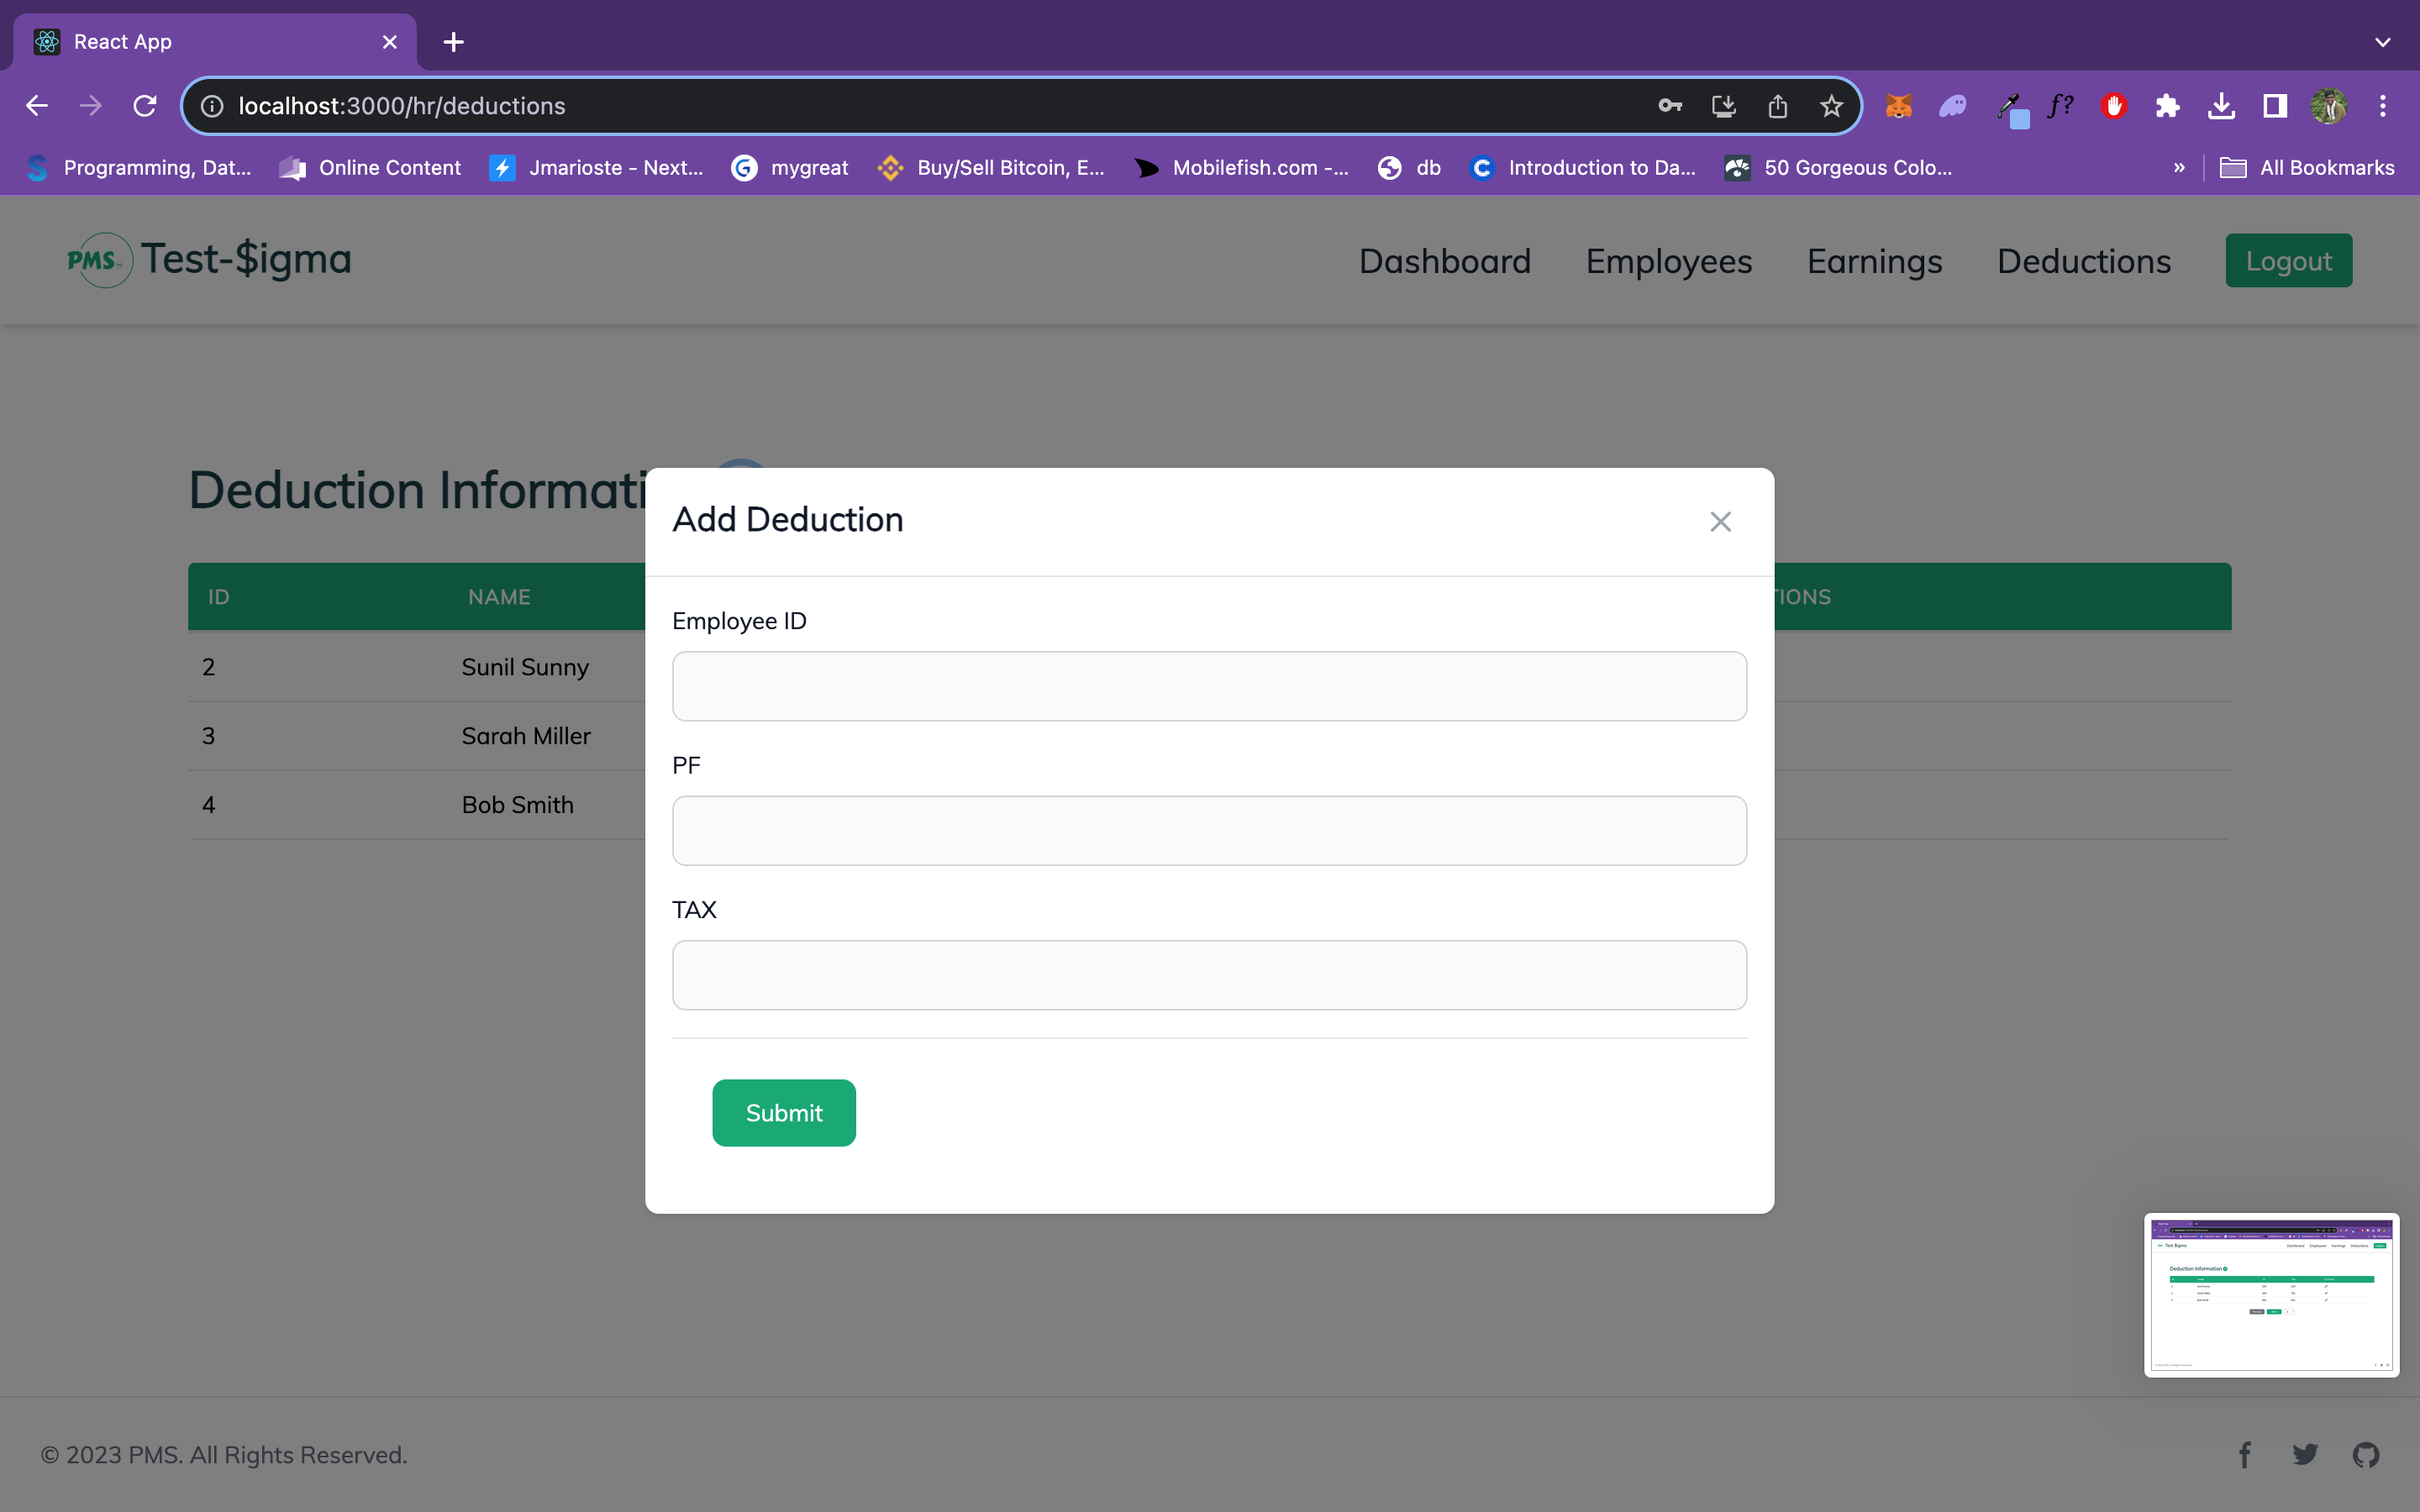 React App
localhost:3000/hr/deductions
f?
Programming, Dat... Online Content Jmarioste - Next... mygreat Buy/Sell Bitcoin, E... Mobilefish.com -... db Introduction to Da... 50 Gorgeous Colo... » All Bookmarks
PMS Test-$igma Dashboard Employees Earnings Deductions Logout
Deduction Informati
Add Deduction
ID NAME TIONS
Employee ID
2 Sunil Sunny
3 Sarah Miller
PF
4 Bob Smith
TAX
Submit
Deduction Information
© 2023 PMS. All Rights Reserved.